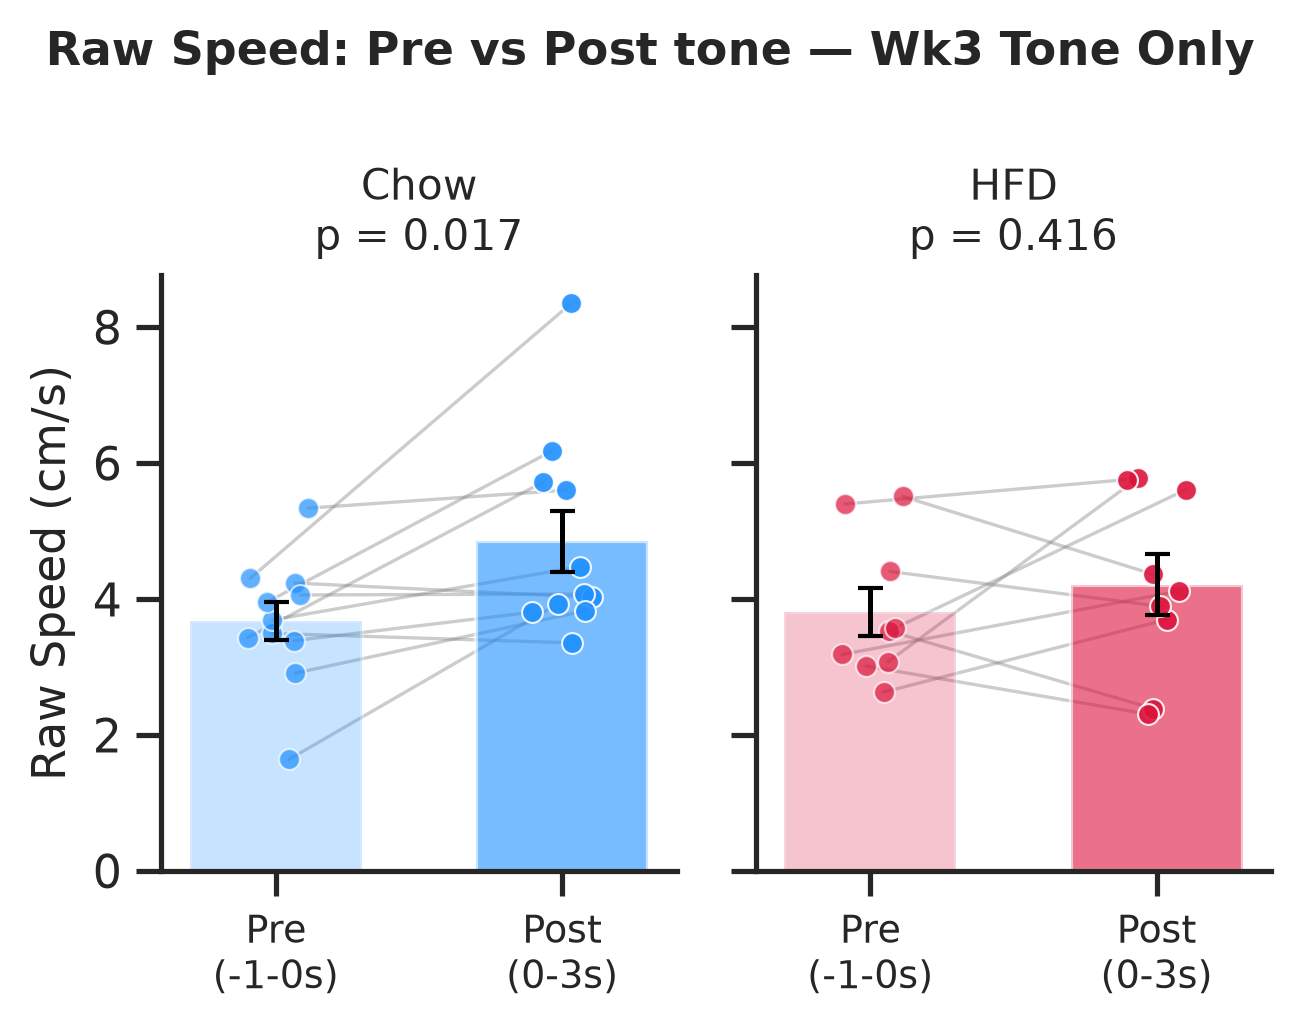 Raw Speed: Pre vs Post tone — Wk3 Tone Only
Chow
p = 0.017
HFD
p = 0.416
Raw Speed (cm/s)
8
6
4
2
0
Pre
(-1-0s)
Post
(0-3s)
Pre
(-1-0s)
Post
(0-3s)